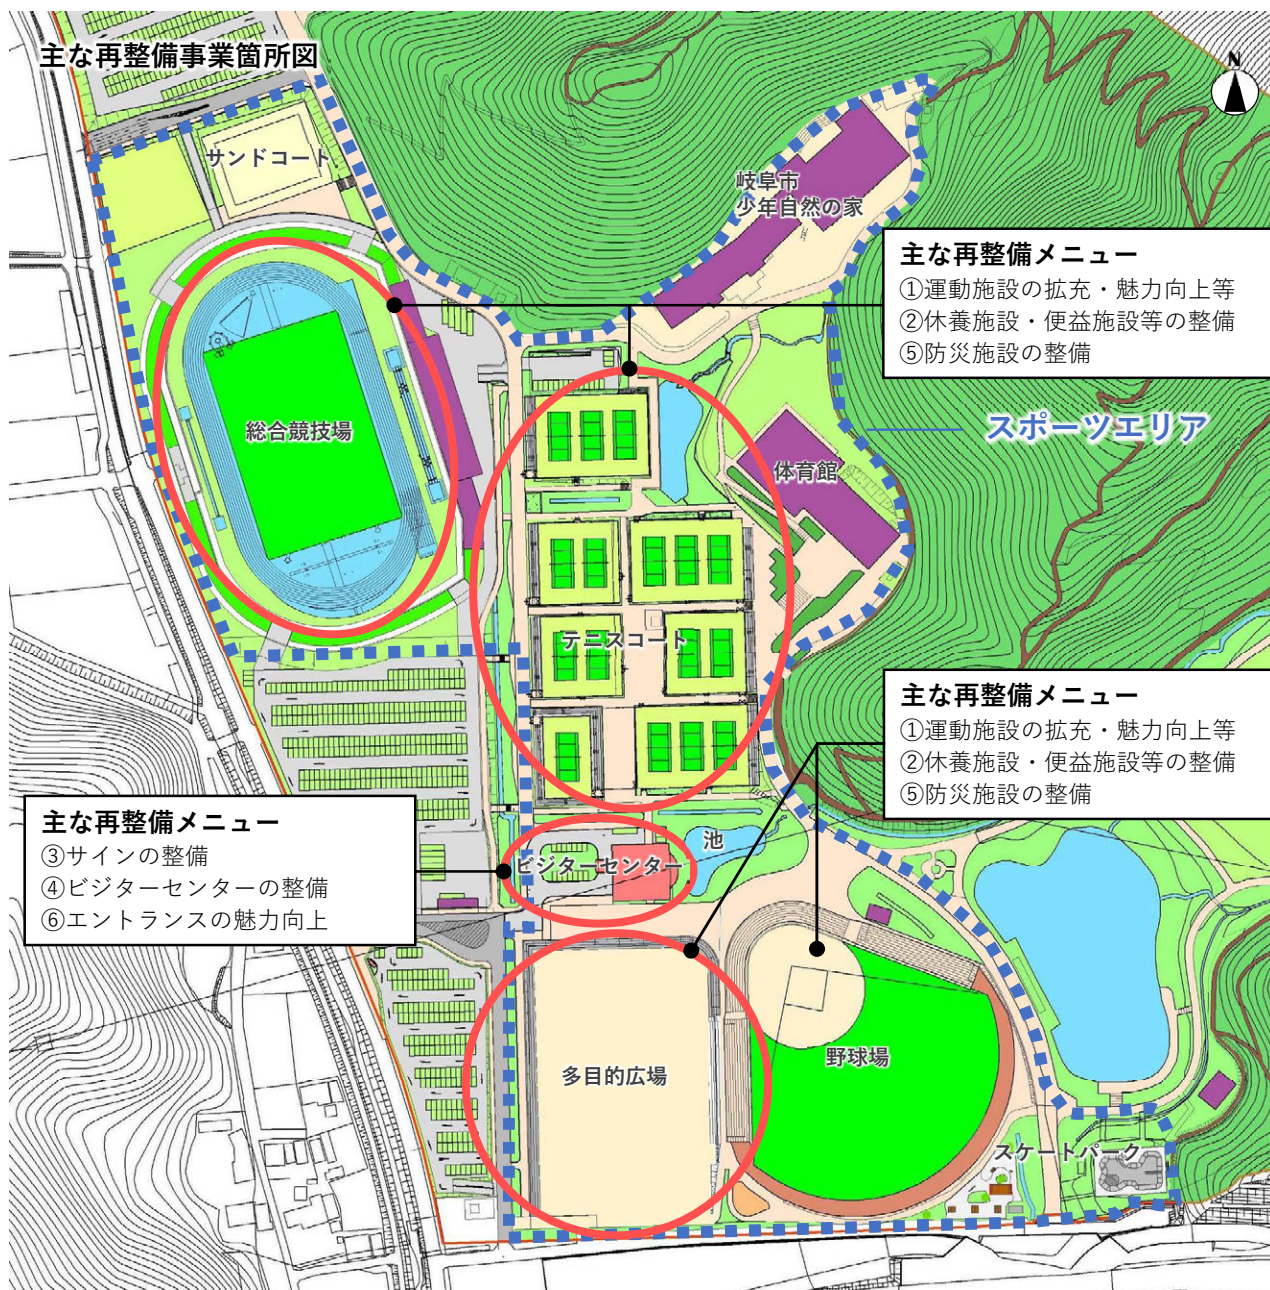 主な再整備事業箇所図
N
サンドコート
岐阜市
少年自然の家
主な再整備メニュー
①運動施設の拡充・魅力向上等
②休養施設・便益施設等の整備
⑤防災施設の整備
スポーツエリア
総合競技場
体育館
テニスコート
主な再整備メニュー
①運動施設の拡充・魅力向上等
②休養施設・便益施設等の整備
⑤防災施設の整備
主な再整備メニュー
③サインの整備
④ビジターセンターの整備
⑥エントランスの魅力向上
池
ビジターセンター
野球場
多目的広場
スケートパーク